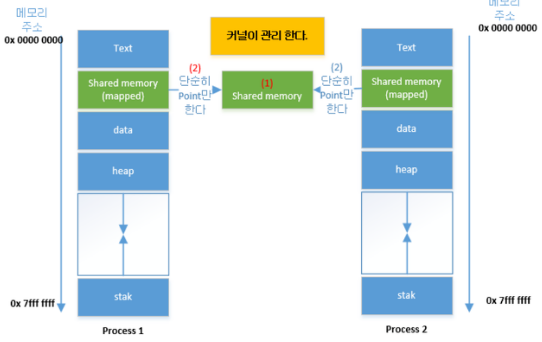 메모리
주소
0x 0000 0000
Text
Shared memory
(mapped)
data
heap
stak
0x 7fff ffff
Process 1
커널이 관리 한다.
(2)
단순히
Point만
한다
(1)
Shared memory
(2)
단순히
Point만
한다
메모리
주소
0x 0000 0000
Text
Shared memory
(mapped)
data
heap
stak
0x 7fff ffff
Process 2